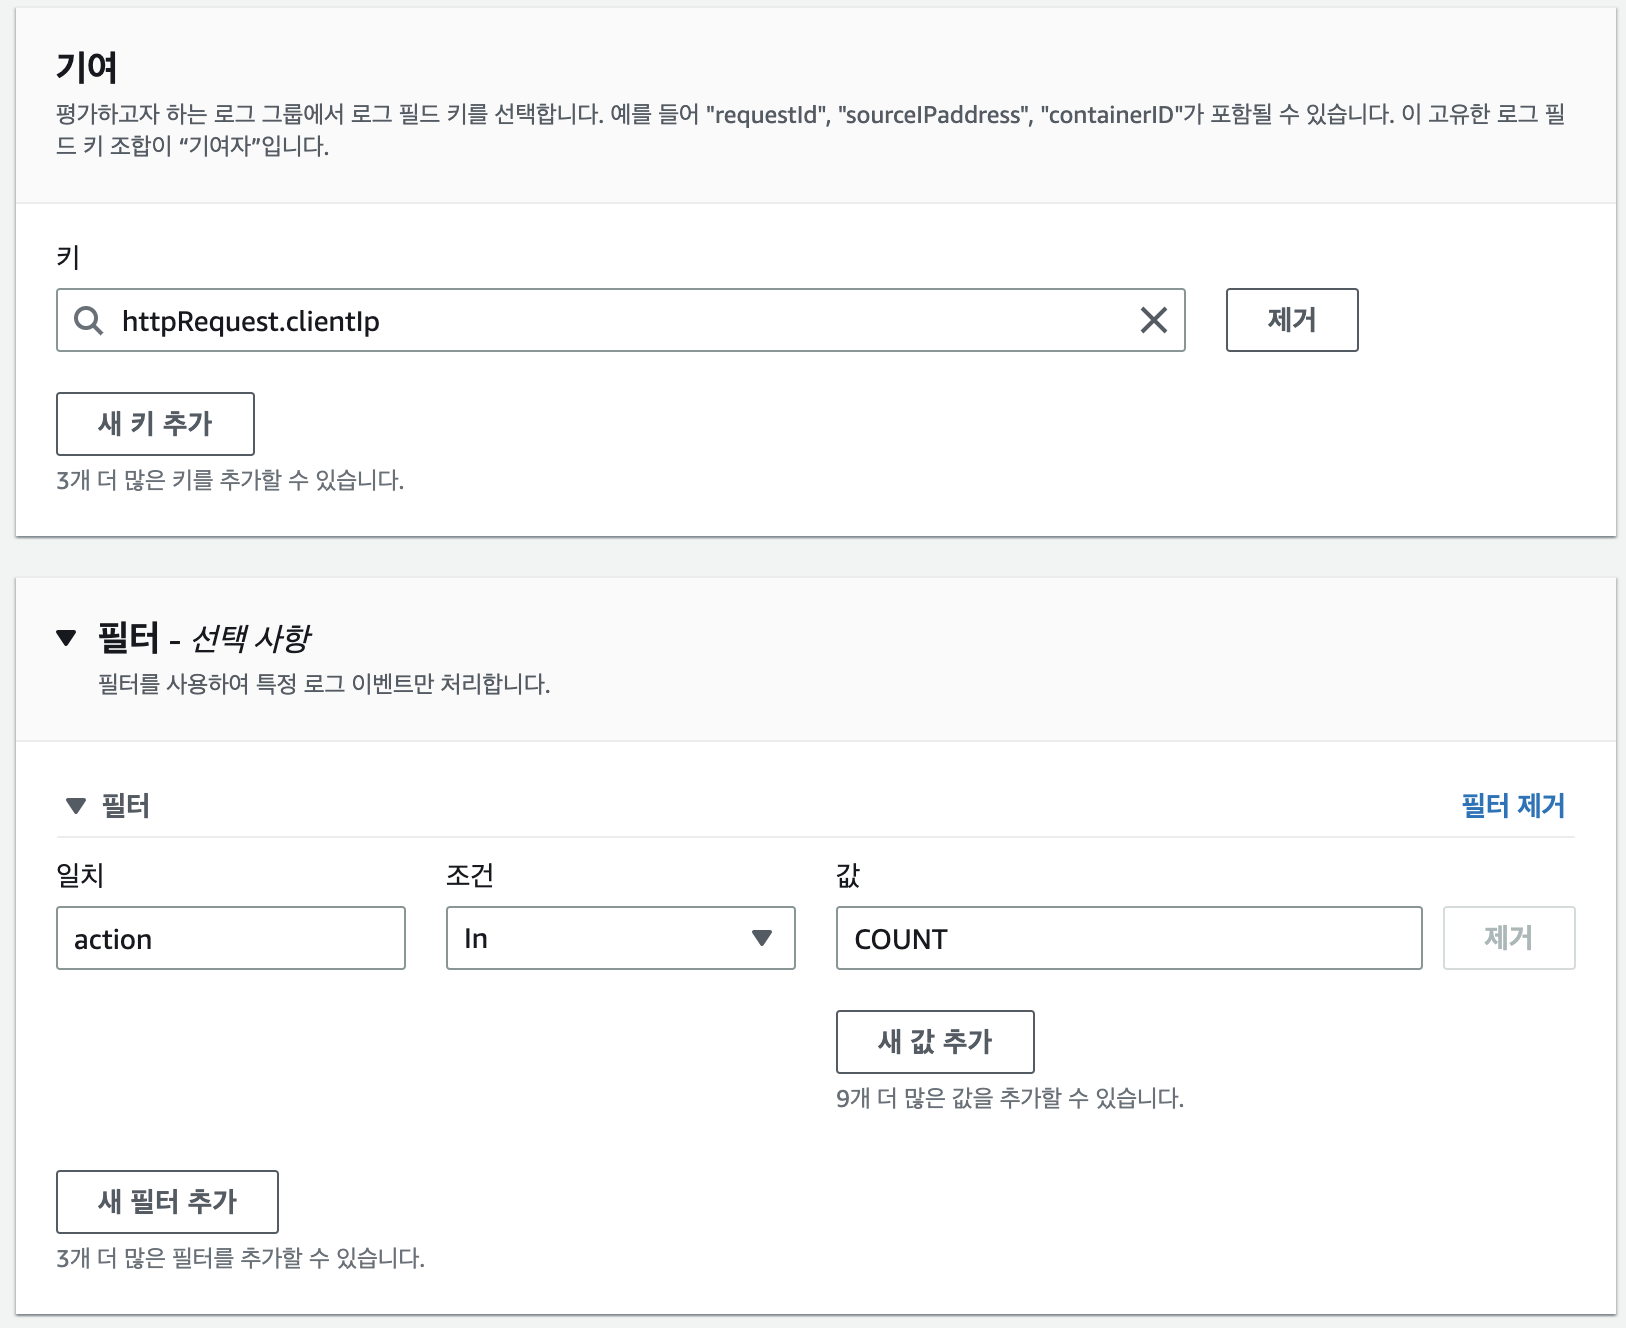 기여
평가하고자 하는 로그 그룹에서 로그 필드 키를 선택합니다. 예를 들어 "requestId", "sourceIPaddress", "containerID"가 포함될 수 있습니다. 이 고유한 로그 필
드 키 조합이 “기여자”입니다.
키
httpRequest.clientIp
제거
새 키 추가
3개 더 많은 키를 추가할 수 있습니다.
필터 - 선택 사항
필터를 사용하여 특정 로그 이벤트만 처리합니다.
필터
필터 제거
일치 조건 값
action In COUNT 제거
새 값 추가
9개 더 많은 값을 추가할 수 있습니다.
새 필터 추가
3개 더 많은 필터를 추가할 수 있습니다.